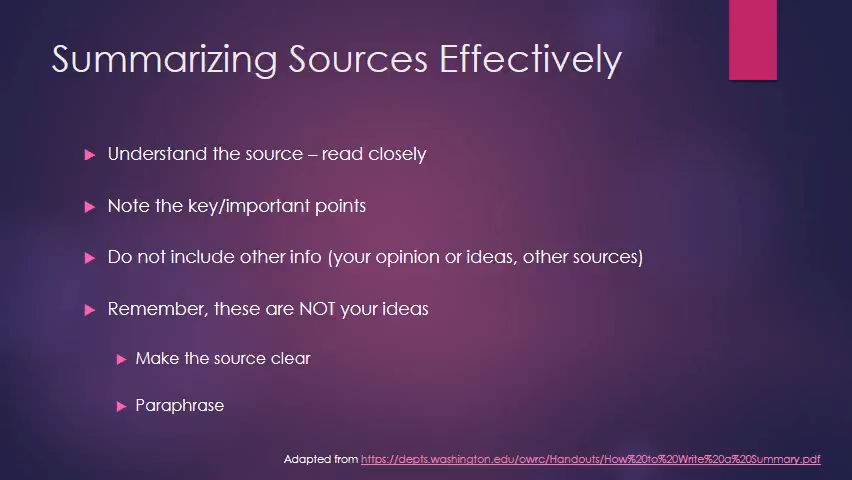 Summarizing Sources Effectively
Understand the source – read closely
Note the key/important points
Do not include other info (your opinion or ideas, other sources)
Remember, these are NOT your ideas
Make the source clear
Paraphrase
Adapted from https://depts.washington.edu/owrc/Handouts/How%20to%20Write%20a%20Summary.pdf